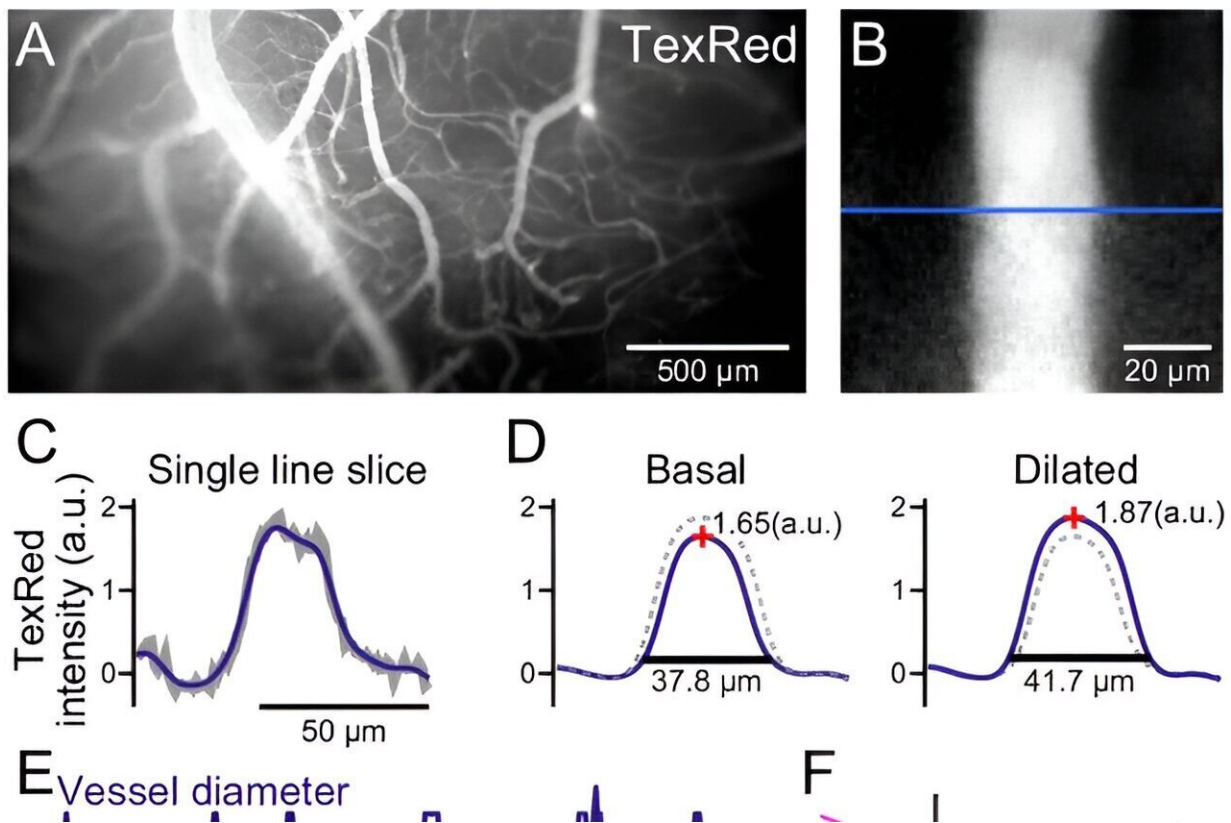 A
TexRed
500 µm
B
20 µm
C
Single line slice
TexRed
intensity (a.u.)
2
1
0
50 µm
D
Basal
2
1
0
1.65(a.u.)
37.8 µm
Dilated
2
1
0
1.87(a.u.)
41.7 µm
E
Vessel diameter
F